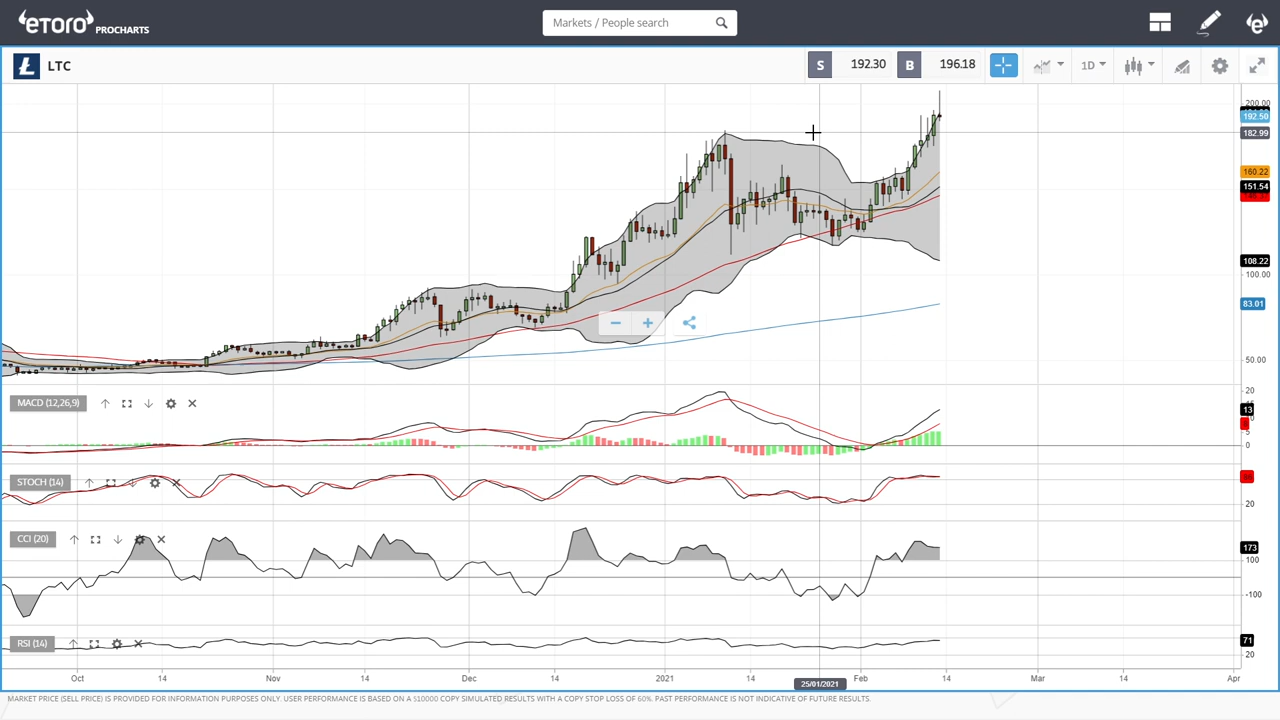 eTORO PROCHARTS
Markets / People search
LTC
S 192.30 B 196.18
1D
200.00
192.50
182.99
160.22
151.54
108.22
100.00
83.01
50.00
MACD (12,26,9)
20
13
8
5
0
STOCH (14)
20
CCI (20)
173
100
-100
RSI (14)
71
20
Oct 14 Nov 14 Dec 14 2021 14 25/01/2021 Feb 14 Mar 14 Apr
MARKET PRICE (SELL PRICE) IS PROVIDED FOR INFORMATION PURPOSES ONLY. USER PERFORMANCE IS BASED ON A $10000 COPY SIMULATED RESULTS WITH A COPY STOP LOSS OF 60%. PAST PERFORMANCE IS NOT INDICATIVE OF FUTURE RESULTS.